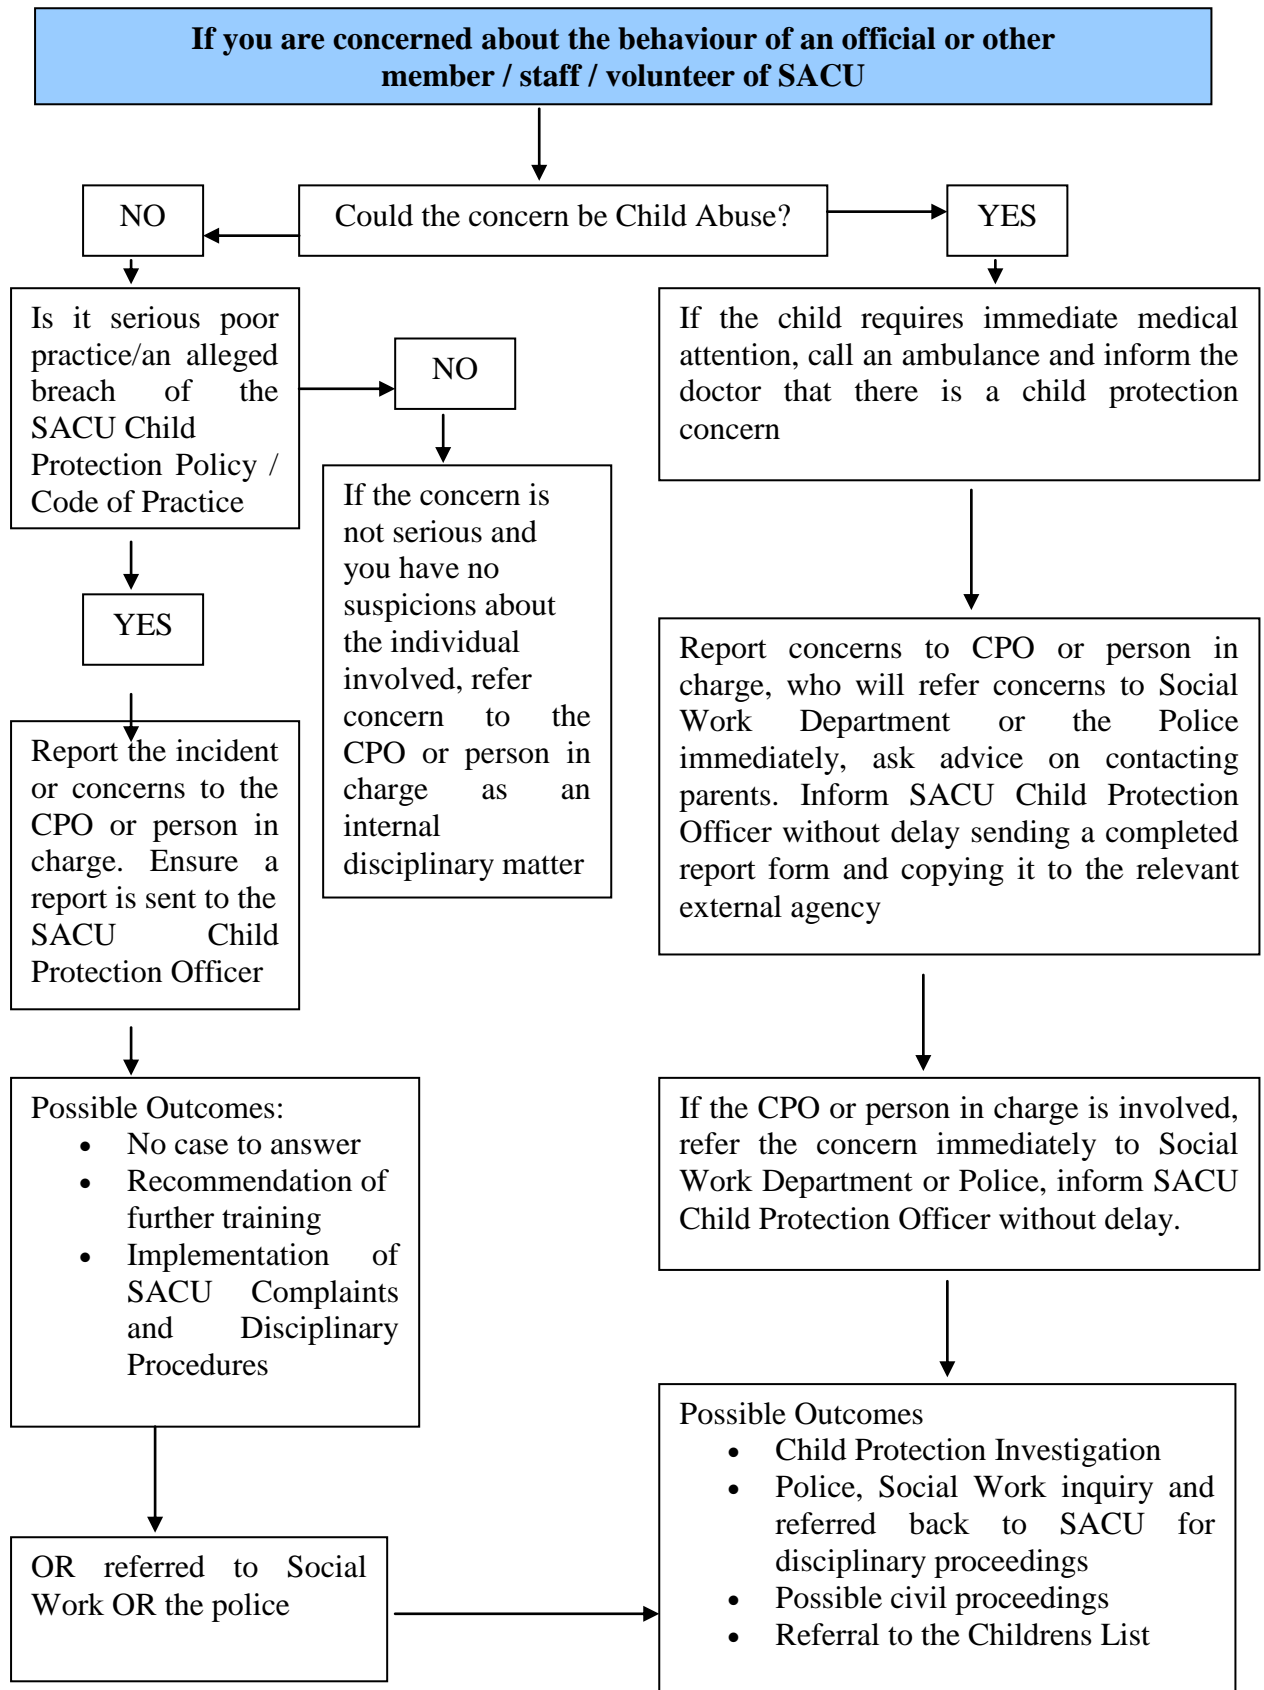 If you are concerned about the behaviour of an official or other
member / staff / volunteer of SACU
NO
Could the concern be Child Abuse?
YES
Is it serious poor
practice/an alleged
breach of the
SACU Child
Protection Policy /
Code of Practice
NO
If the concern is
not serious and
you have no
suspicions about
the individual
involved, refer
concern to the
CPO or person in
charge as an
internal
disciplinary matter
YES
Report the incident
or concerns to the
CPO or person in
charge. Ensure a
report is sent to the
SACU Child
Protection Officer
Possible Outcomes:
• No case to answer
• Recommendation of
further training
• Implementation of
SACU Complaints
and Disciplinary
Procedures
OR referred to Social
Work OR the police
If the child requires immediate medical
attention, call an ambulance and inform the
doctor that there is a child protection
concern
Report concerns to CPO or person in
charge, who will refer concerns to Social
Work Department or the Police
immediately, ask advice on contacting
parents. Inform SACU Child Protection
Officer without delay sending a completed
report form and copying it to the relevant
external agency
If the CPO or person in charge is involved,
refer the concern immediately to Social
Work Department or Police, inform SACU
Child Protection Officer without delay.
Possible Outcomes
• Child Protection Investigation
• Police, Social Work inquiry and
referred back to SACU for
disciplinary proceedings
• Possible civil proceedings
• Referral to the Childrens List